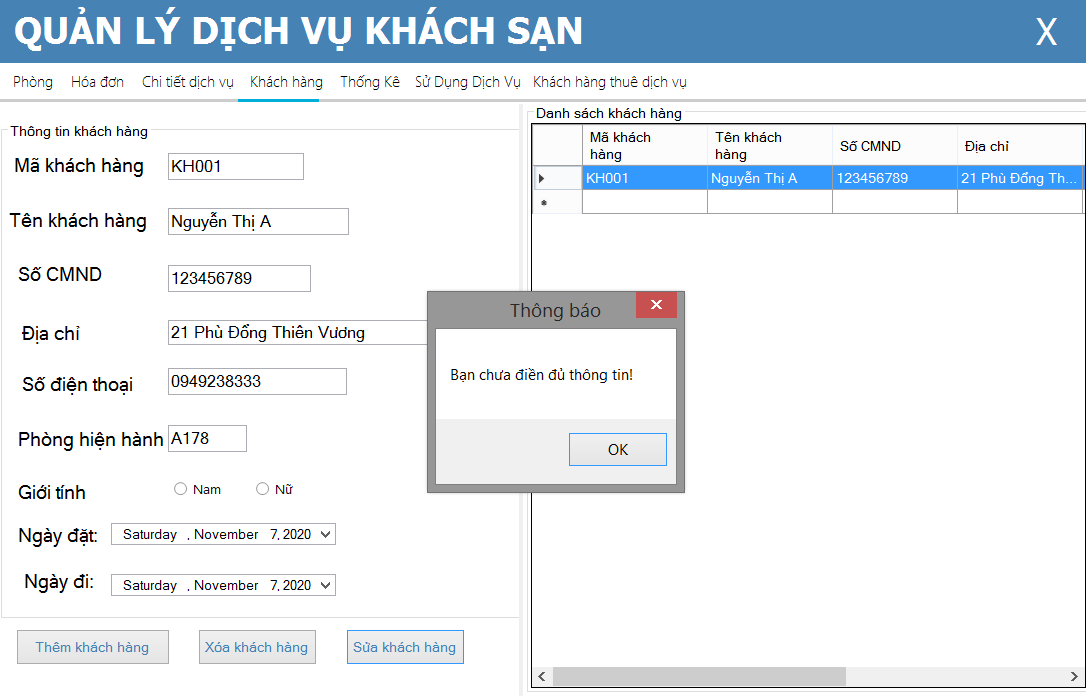 QUẢN LÝ DỊCH VỤ KHÁCH SẠN X
Phòng Hóa đơn Chi tiết dịch vụ Khách hàng Thống Kê Sử Dụng Dịch Vụ Khách hàng thuê dịch vụ
Thông tin khách hàng
Mã khách hàng KH001
Tên khách hàng Nguyễn Thị A
Số CMND 123456789
Địa chỉ 21 Phù Đổng Thiên Vương
Số điện thoại 0949238333
Phòng hiện hành A178
Giới tính Nam Nữ
Ngày đặt: Saturday , November 7, 2020
Ngày đi: Saturday , November 7, 2020
Thêm khách hàng Xóa khách hàng Sửa khách hàng
Danh sách khách hàng
Mã khách hàng Tên khách hàng Số CMND Địa chỉ
KH001 Nguyễn Thị A 123456789 21 Phù Đổng Th...
Thông báo
Bạn chưa điền đủ thông tin!
OK